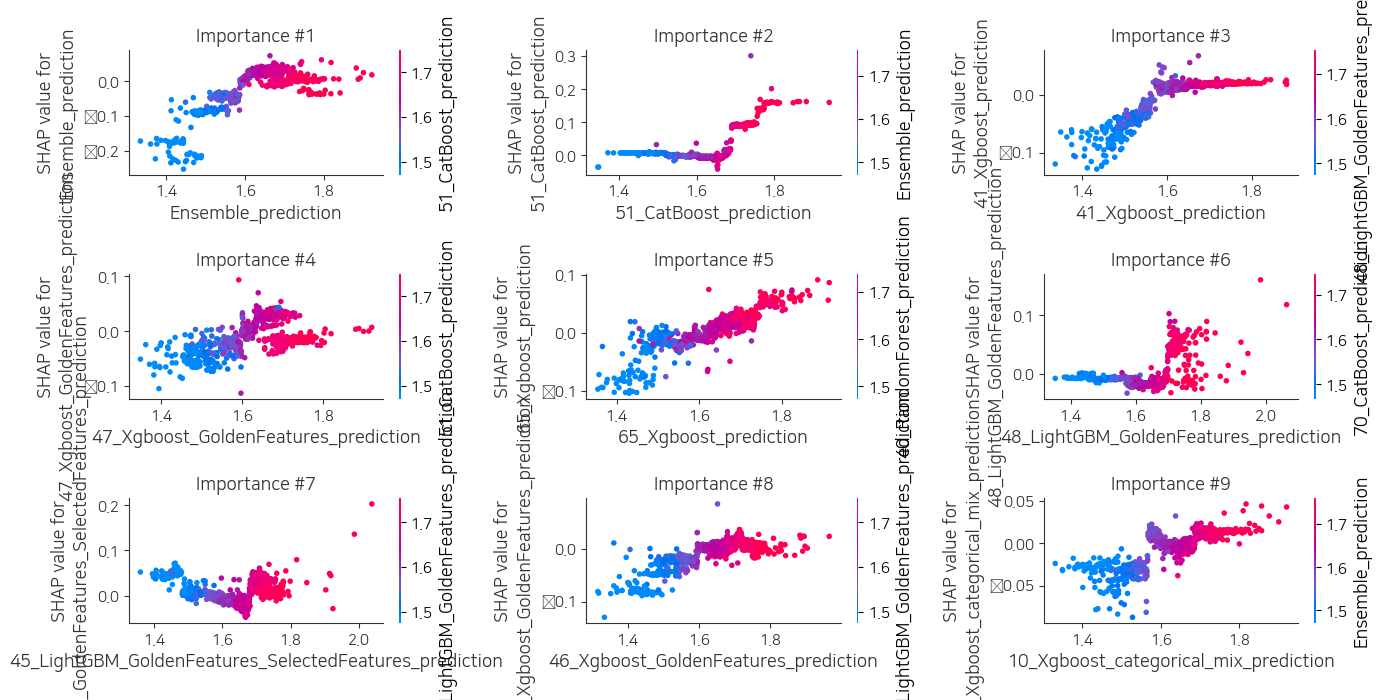 Importance #1
SHAP value for
Ensemble_prediction
0.0
0.1
0.2
1.4
1.6
1.8
Ensemble_prediction
1.7
1.6
1.5
51_CatBoost_prediction
Importance #2
SHAP value for
51_CatBoost_prediction
0.3
0.2
0.1
0.0
1.4
1.6
1.8
51_CatBoost_prediction
1.7
1.6
1.5
Ensemble_prediction
Importance #3
SHAP value for
41_Xgboost_prediction
0.0
0.1
1.4
1.6
1.8
41_Xgboost_prediction
1.7
1.6
1.5
48_LightGBM_GoldenFeatures_pre
Importance #4
SHAP value for
47_Xgboost_GoldenFeatures_prediction
0.1
0.0
0.1
1.4
1.6
1.8
47_Xgboost_GoldenFeatures_prediction
1.7
1.6
1.5
51_CatBoost_prediction
Importance #5
SHAP value for
65_Xgboost_prediction
0.1
0.0
0.1
1.4
1.6
1.8
65_Xgboost_prediction
1.7
1.6
1.5
RandomForest_prediction
Importance #6
SHAP value for
48_LightGBM_GoldenFeatures_prediction
0.1
0.0
1.4
1.6
1.8
2.0
48_LightGBM_GoldenFeatures_prediction
1.7
1.6
1.5
70_CatBoost_prediction
Importance #7
SHAP value for
_GoldenFeatures_SelectedFeatures_prediction
0.2
0.1
0.0
1.4
1.6
1.8
2.0
45_LightGBM_GoldenFeatures_SelectedFeatures_prediction
1.7
1.6
1.5
LightGBM_GoldenFeatures_prediction
Importance #8
SHAP value for
Xgboost_GoldenFeatures_prediction
0.0
0.1
1.4
1.6
1.8
46_Xgboost_GoldenFeatures_prediction
1.7
1.6
1.5
LightGBM_GoldenFeatures_prediction
Importance #9
SHAP value for
Xgboost_categorical_mix_prediction
0.05
0.00
0.05
1.4
1.6
1.8
10_Xgboost_categorical_mix_prediction
1.7
1.6
1.5
Ensemble_prediction